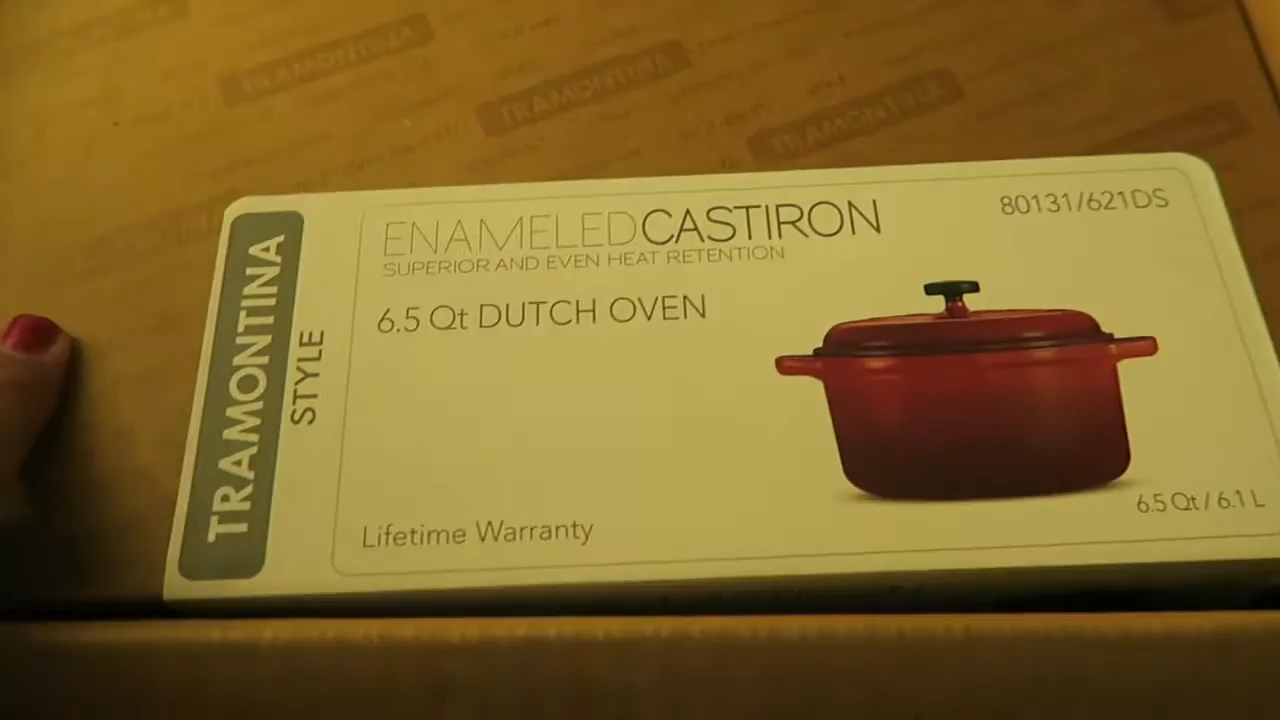 TRAMONTINA
TRAMONTINA
TRAMONTINA
TRAMONTINA
STYLE
ENAMELEDCASTIRON
SUPERIOR AND EVEN HEAT RETENTION
80131/621DS
6.5 Qt DUTCH OVEN
6.5 Qt / 6.1 L
Lifetime Warranty